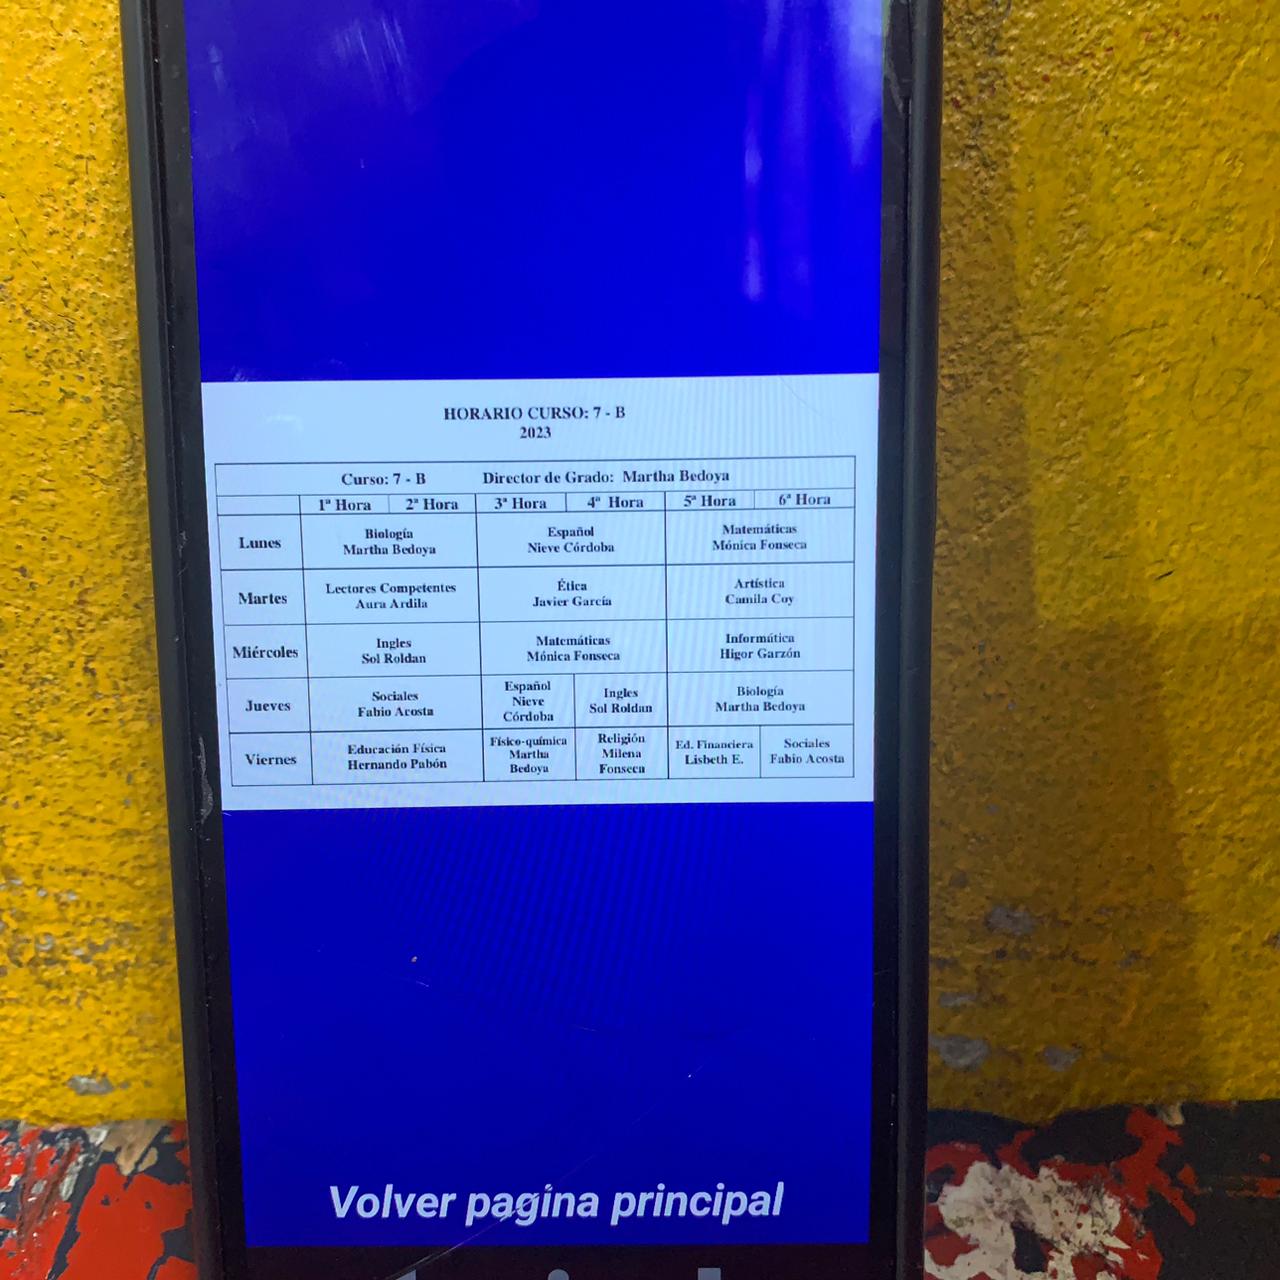 HORARIO CURSO: 7 - B
2023
Curso: 7 - B Director de Grado: Martha Bedoya
1ª Hora 2ª Hora 3ª Hora 4ª Hora 5ª Hora 6ª Hora
Lunes
Biología
Martha Bedoya
Español
Nieve Córdoba
Matemáticas
Mónica Fonseca
Martes
Lectores Competentes
Aura Ardila
Ética
Javier García
Artística
Camila Coy
Miércoles
Ingles
Sol Roldan
Matemáticas
Mónica Fonseca
Informática
Higor Garzón
Jueves
Sociales
Fabio Acosta
Español
Nieve
Córdoba
Ingles
Sol Roldan
Biología
Martha Bedoya
Viernes
Educación Física
Hernando Pabón
Físico-química
Martha
Bedoya
Religión
Milena
Fonseca
Ed. Financiera
Lisbeth E.
Sociales
Fabio Acosta
Volver pagina principal